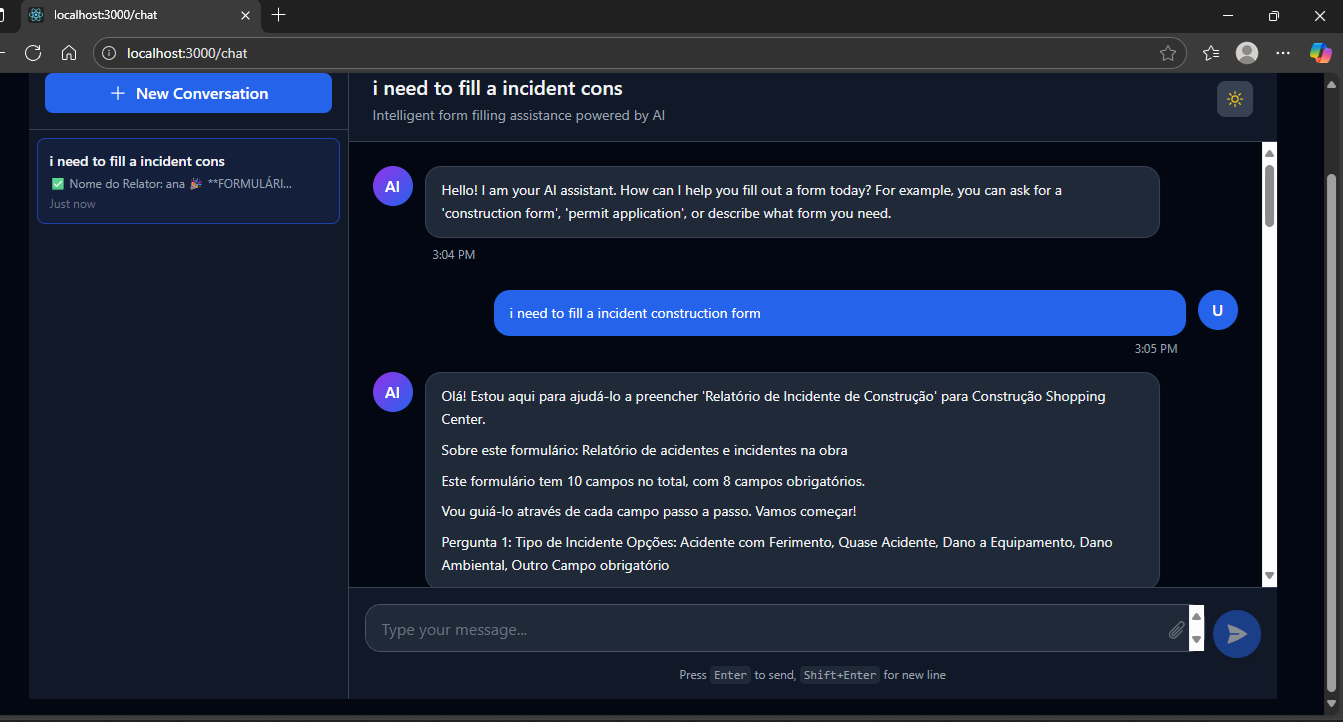 localhost:3000/chat
localhost:3000/chat
New Conversation
i need to fill a incident cons
✅ Nome do Relator: ana 🎉 **FORMULÁRI...
Just now
i need to fill a incident cons
Intelligent form filling assistance powered by AI
AI
Hello! I am your AI assistant. How can I help you fill out a form today? For example, you can ask for a
'construction form', 'permit application', or describe what form you need.
3:04 PM
i need to fill a incident construction form
U
3:05 PM
AI
Olá! Estou aqui para ajudá-lo a preencher 'Relatório de Incidente de Construção' para Construção Shopping
Center.
Sobre este formulário: Relatório de acidentes e incidentes na obra
Este formulário tem 10 campos no total, com 8 campos obrigatórios.
Vou guiá-lo através de cada campo passo a passo. Vamos começar!
Pergunta 1: Tipo de Incidente Opções: Acidente com Ferimento, Quase Acidente, Dano a Equipamento, Dano
Ambiental, Outro Campo obrigatório
Type your message...
Press Enter to send, Shift+Enter for new line